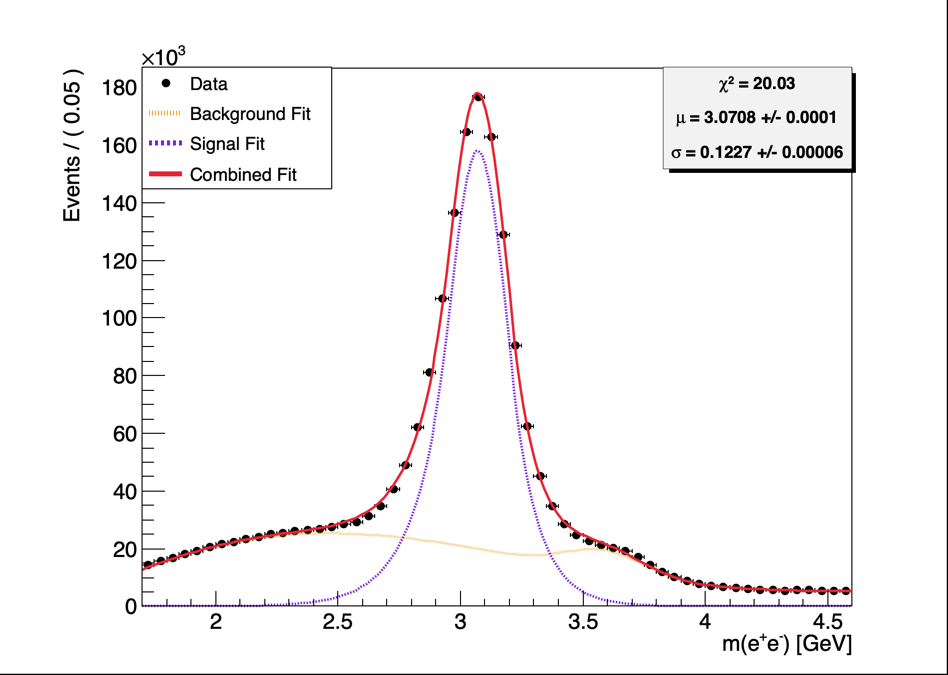 ×10³
Events / ( 0.05 )
180
160
140
120
100
80
60
40
20
0
Data
Background Fit
Signal Fit
Combined Fit
χ² = 20.03
μ = 3.0708 +/- 0.0001
σ = 0.1227 +/- 0.00006
2 2.5 3 3.5 4 4.5
m(e⁺e⁻) [GeV]